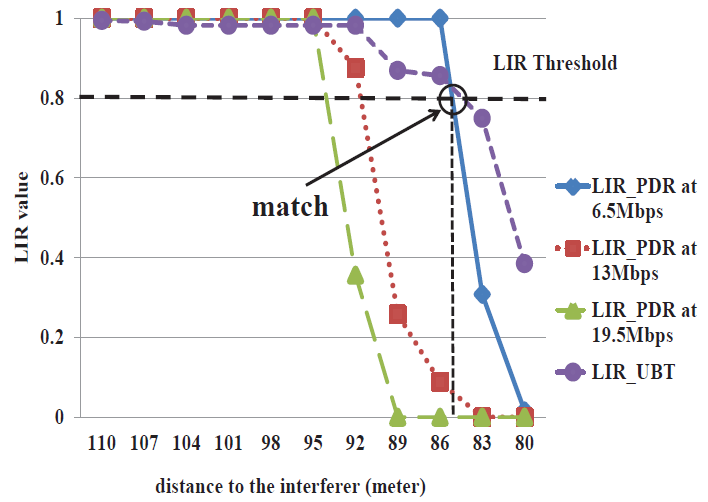 1
0.8
0.6
0.4
0.2
0
LIR value
LIR Threshold
match
110 107 104 101 98 95 92 89 86 83 80
distance to the interferer (meter)
LIR_PDR at
6.5Mbps
LIR_PDR at
13Mbps
LIR_PDR at
19.5Mbps
LIR_UBT